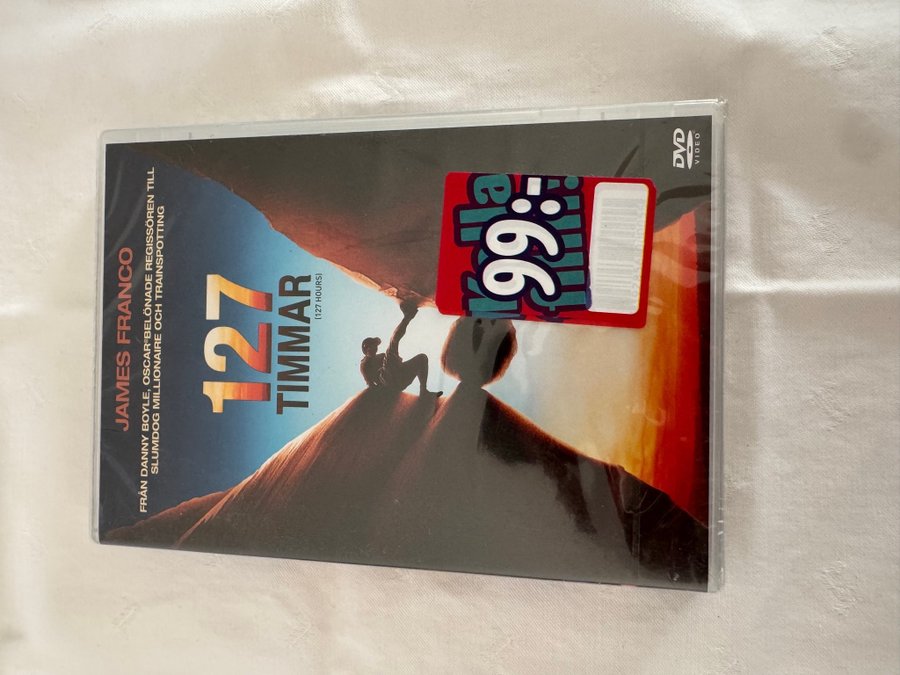 JAMES FRANCO
FRÅN DANNY BOYLE, OSCAR®BELÖNADE REGISSÖREN TILL
SLUMDOG MILLIONAIRE OCH TRAINSPOTTING
127
TIMMAR
[127 HOURS]
Kolla
99:-
DVD
VIDEO